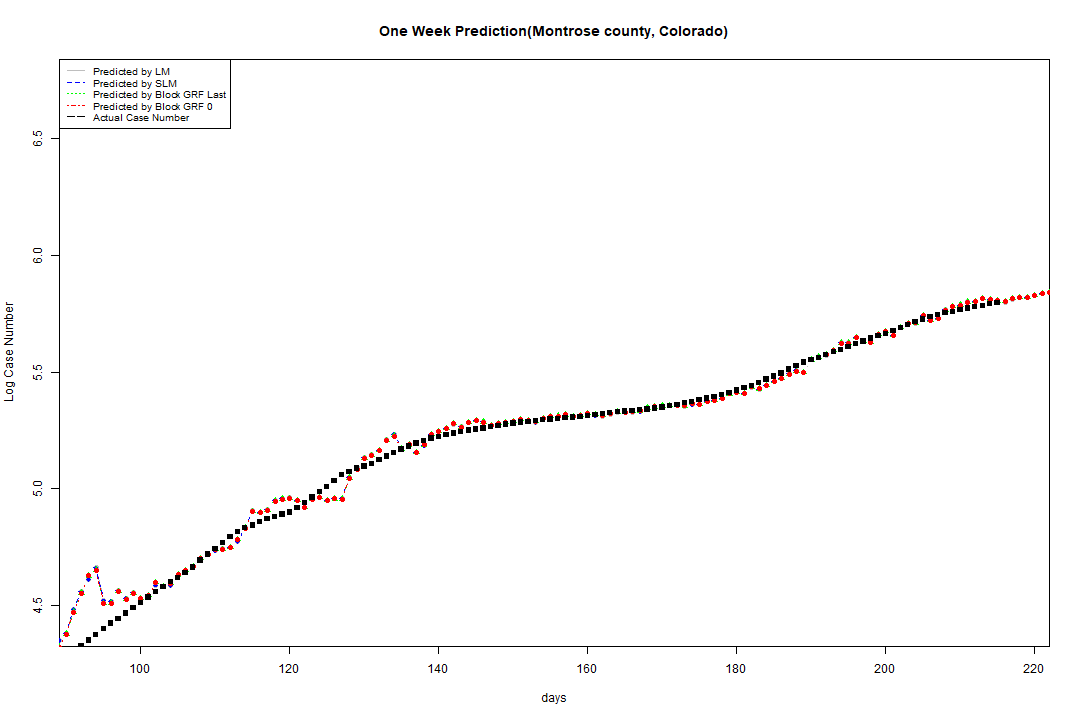 One Week Prediction(Montrose county, Colorado)
Predicted by LM
Predicted by SLM
Predicted by Block GRF Last
Predicted by Block GRF 0
Actual Case Number
6.5
6.0
5.5
5.0
4.5
Log Case Number
100 120 140 160 180 200 220
days